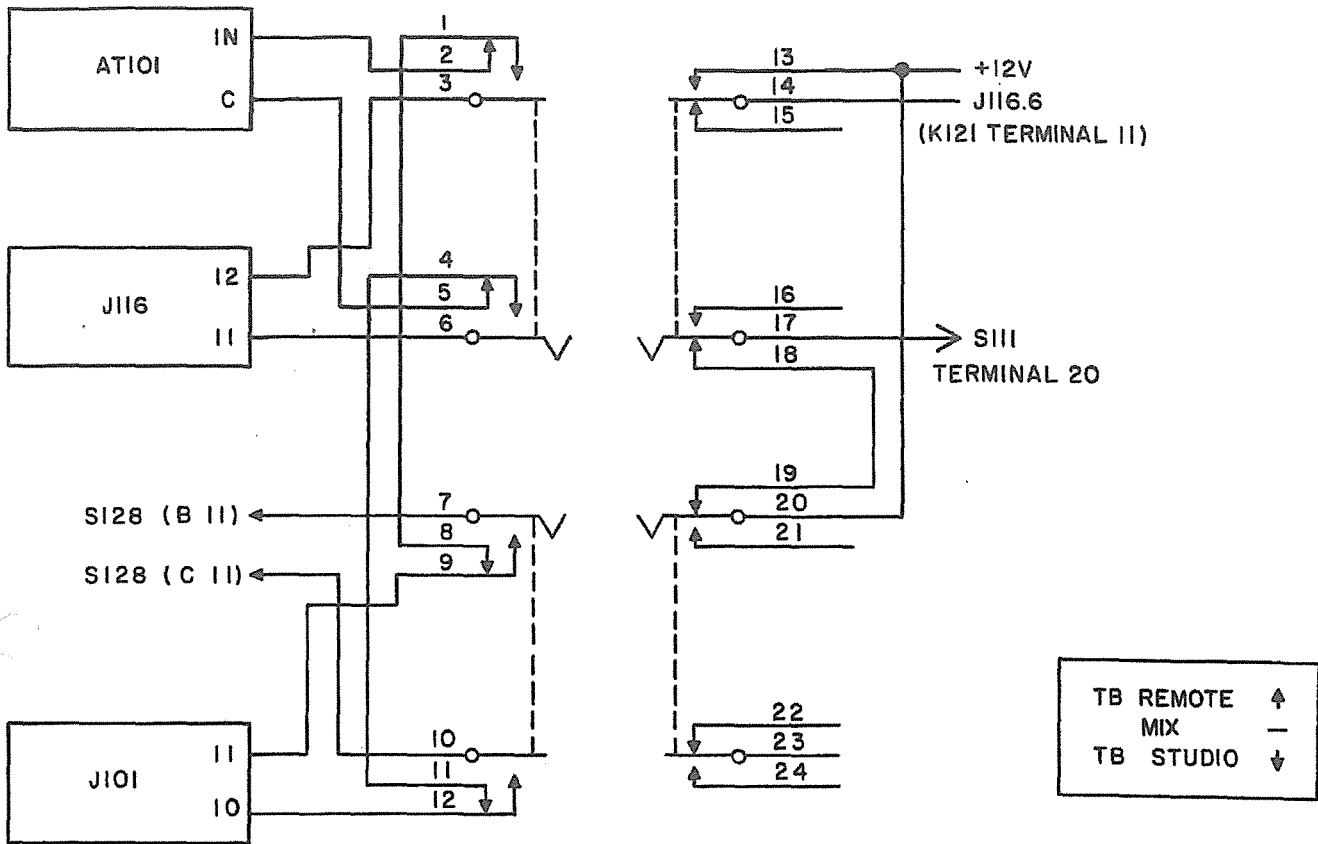 AT101
IN
C
J116
12
11
S128 (B 11)
S128 (C 11)
J101
11
10
1
2
3
4
5
6
7
8
9
10
11
12
13
14
15
16
17
18
19
20
21
22
23
24
+12V
J116.6
(K121 TERMINAL 11)
S111
TERMINAL 20
TB REMOTE
MIX
TB STUDIO